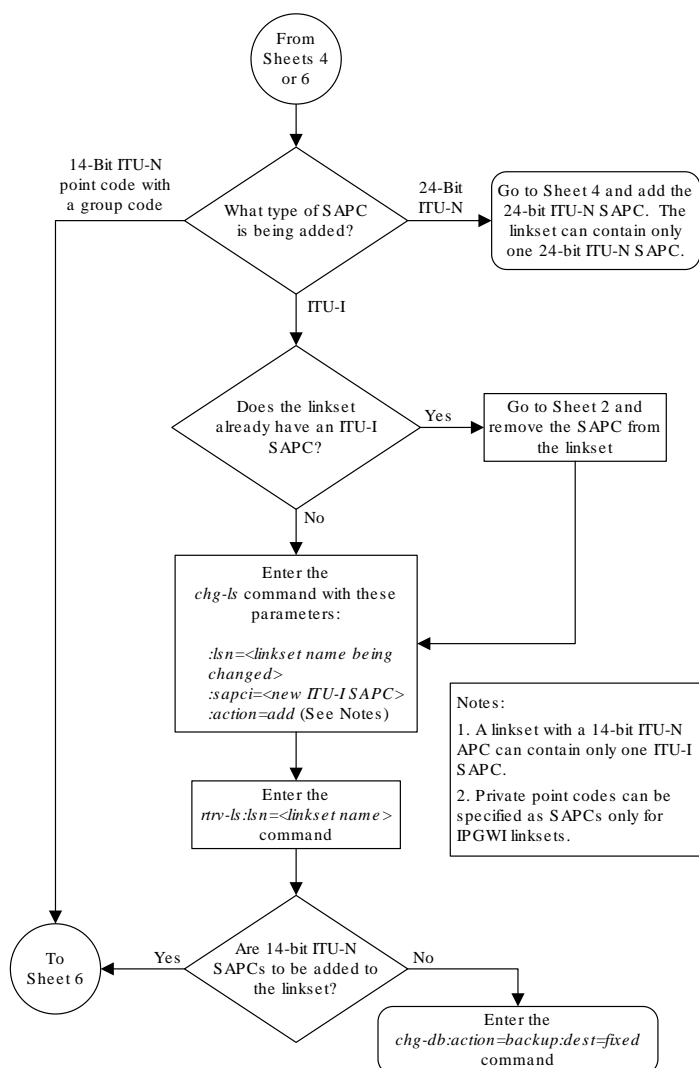 From
Sheets 4
or 6
14-Bit ITU-N
point code with
a group code
What type of SAPC
is being added?
24-Bit
ITU-N
Go to Sheet 4 and add the
24-bit ITU-N SAPC. The
linkset can contain only
one 24-bit ITU-N SAPC.
ITU-I
Does the linkset
already have an ITU-I
SAPC?
Yes
Go to Sheet 2 and
remove the SAPC from
the linkset
No
Enter the
chg-ls command with these
parameters:
:lsn=<linkset name being
changed>
:sapci=<new ITU-I SAPC>
:action=add (See Notes)
Notes:
1. A linkset with a 14-bit ITU-N
APC can contain only one ITU-I
SAPC.
2. Private point codes can be
specified as SAPCs only for
IPGWI linksets.
Enter the
rtrv-ls:lsn=<linkset name>
command
To
Sheet 6
Yes
Are 14-bit ITU-N
SAPCs to be added to
the linkset?
No
Enter the
chg-db:action=backup:dest=fixed
command